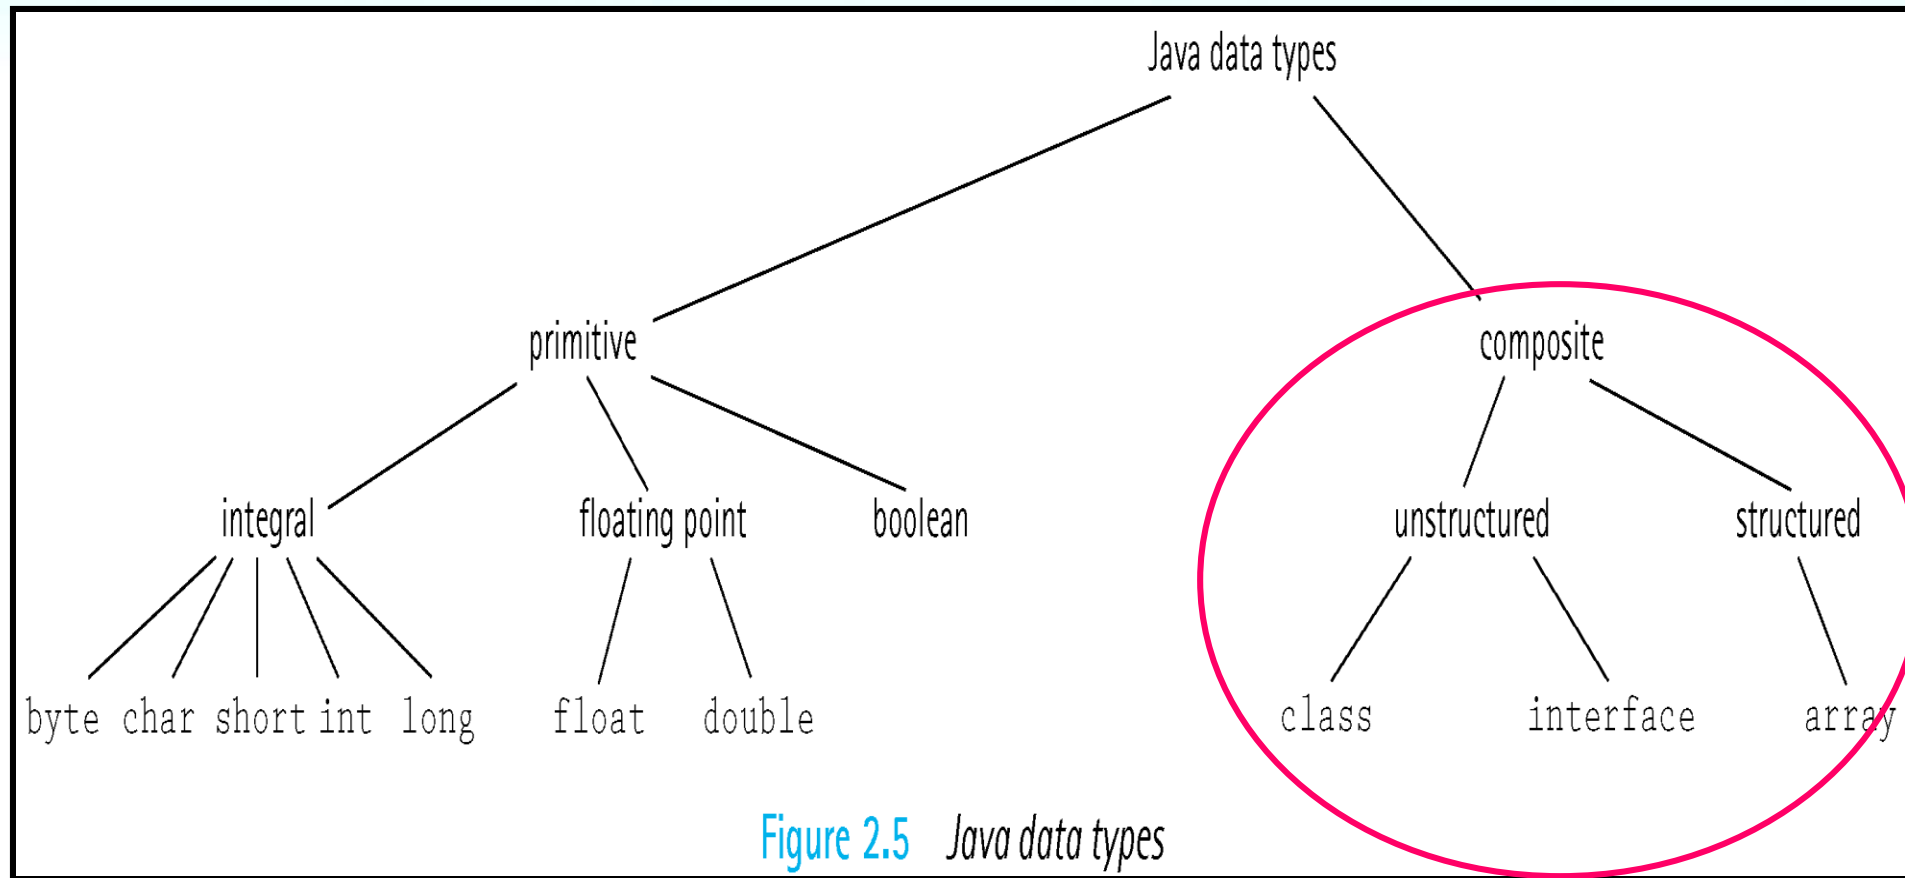 Java data types
primitive composite
integral floating point boolean unstructured structured
byte char short int long float double class interface array
Figure 2.5 Java data types